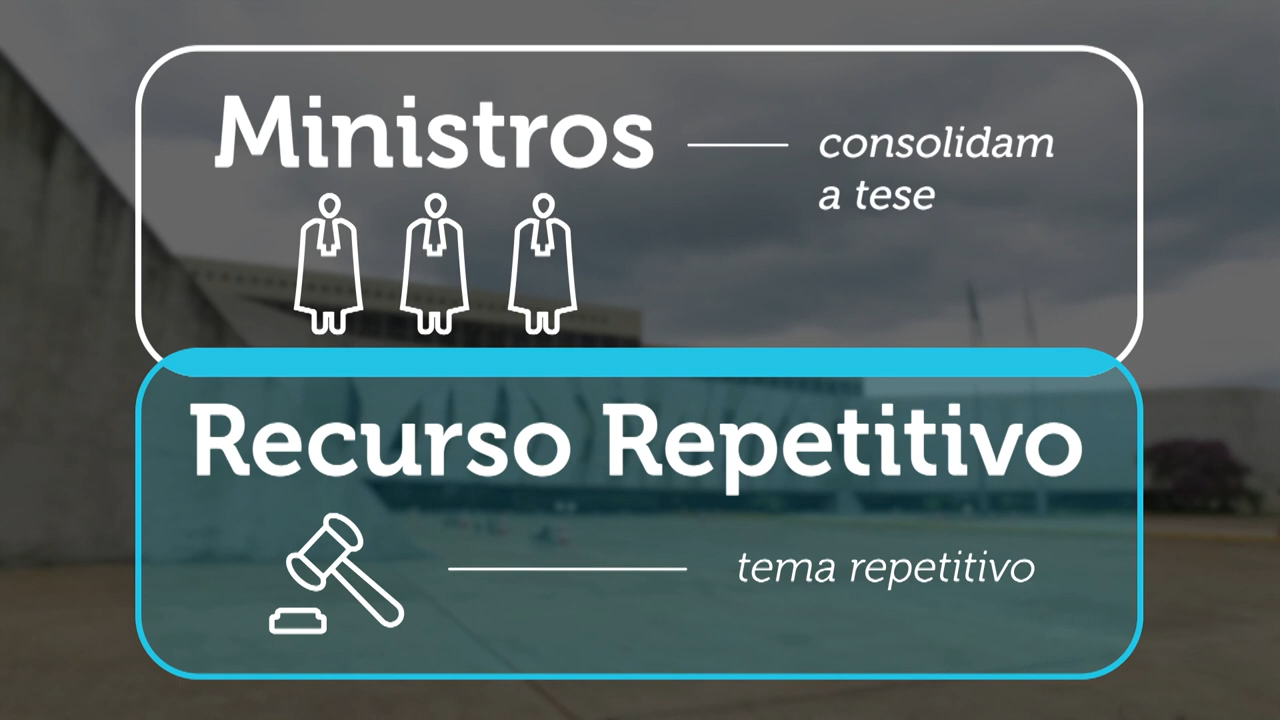 Ministros
consolidam
a tese
Recurso Repetitivo
tema repetitivo